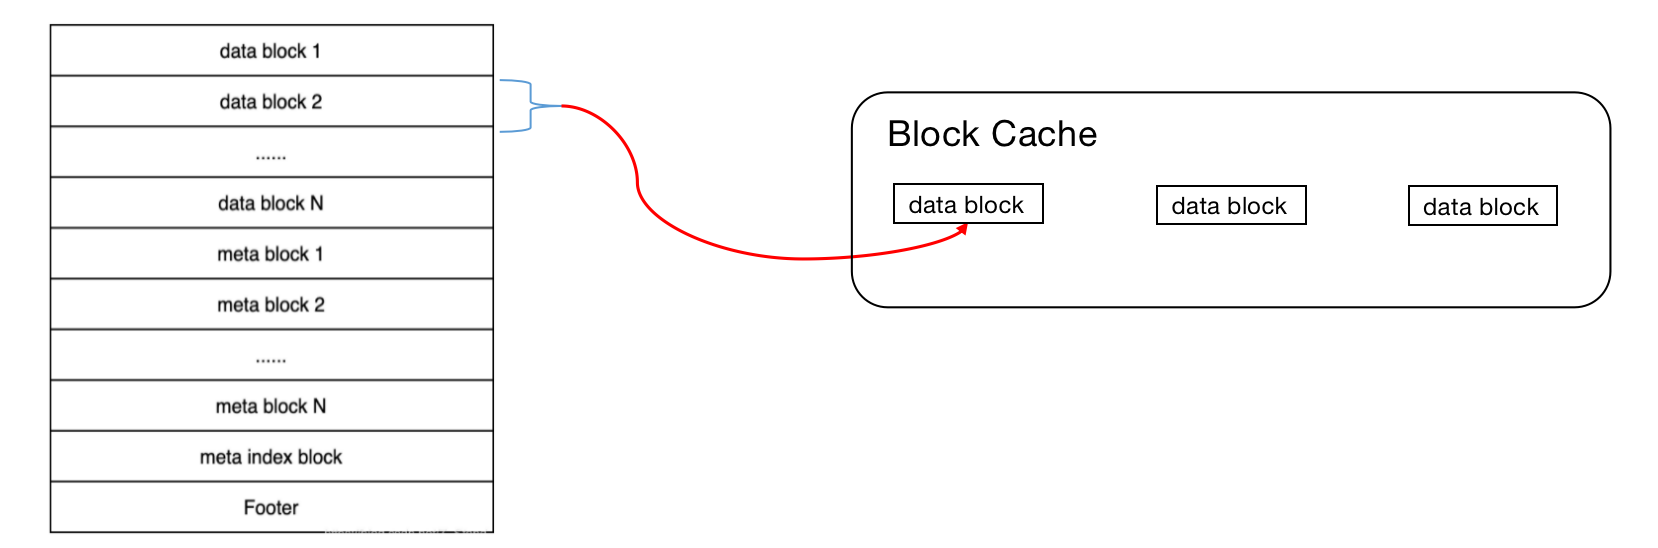 data block 1
data block 2
......
data block N
meta block 1
meta block 2
......
meta block N
meta index block
Footer
Block Cache
data block
data block
data block